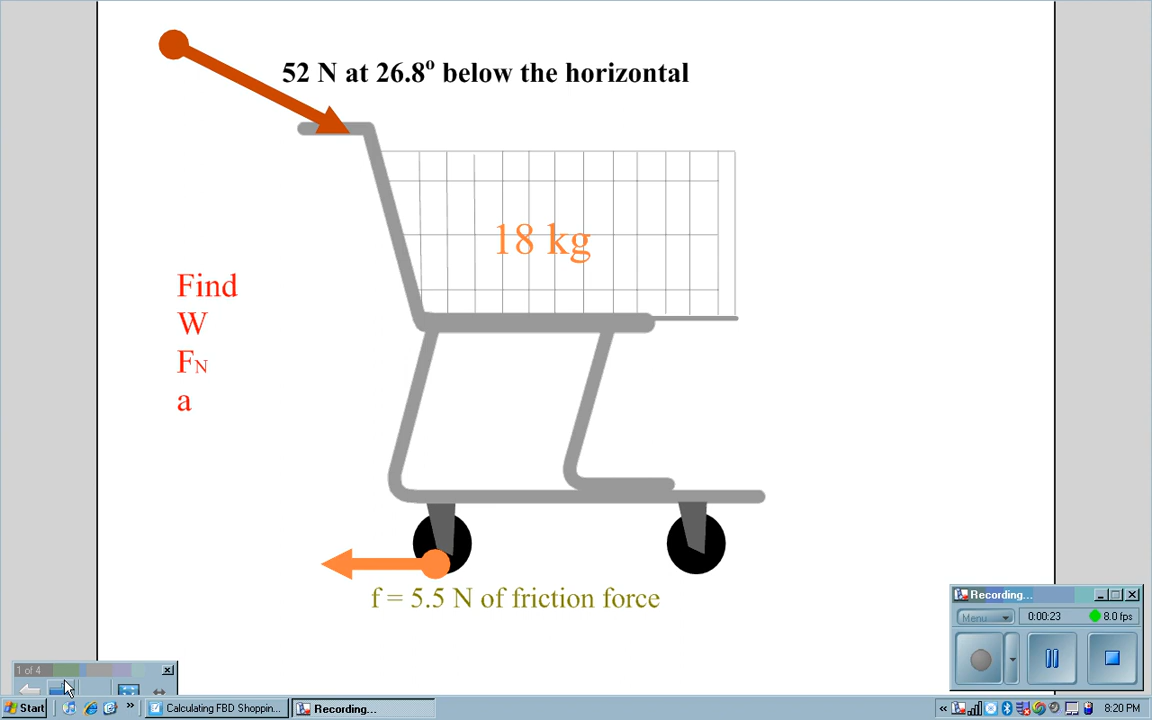 52 N at 26.8º below the horizontal
18 kg
Find
W
FN
a
f = 5.5 N of friction force
Recording...
Menu
0:00:23
8.0 fps
1 of 4
Start
»
Calculating FBD Shoppin...
Recording...
«
8:20 PM